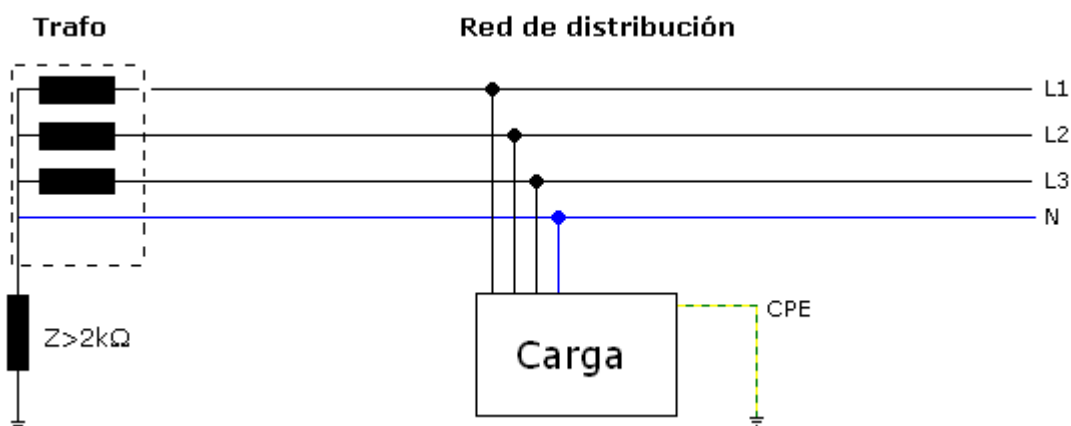 Trafo
Red de distribución
L1
L2
L3
N
CPE
Z>2kΩ
Carga